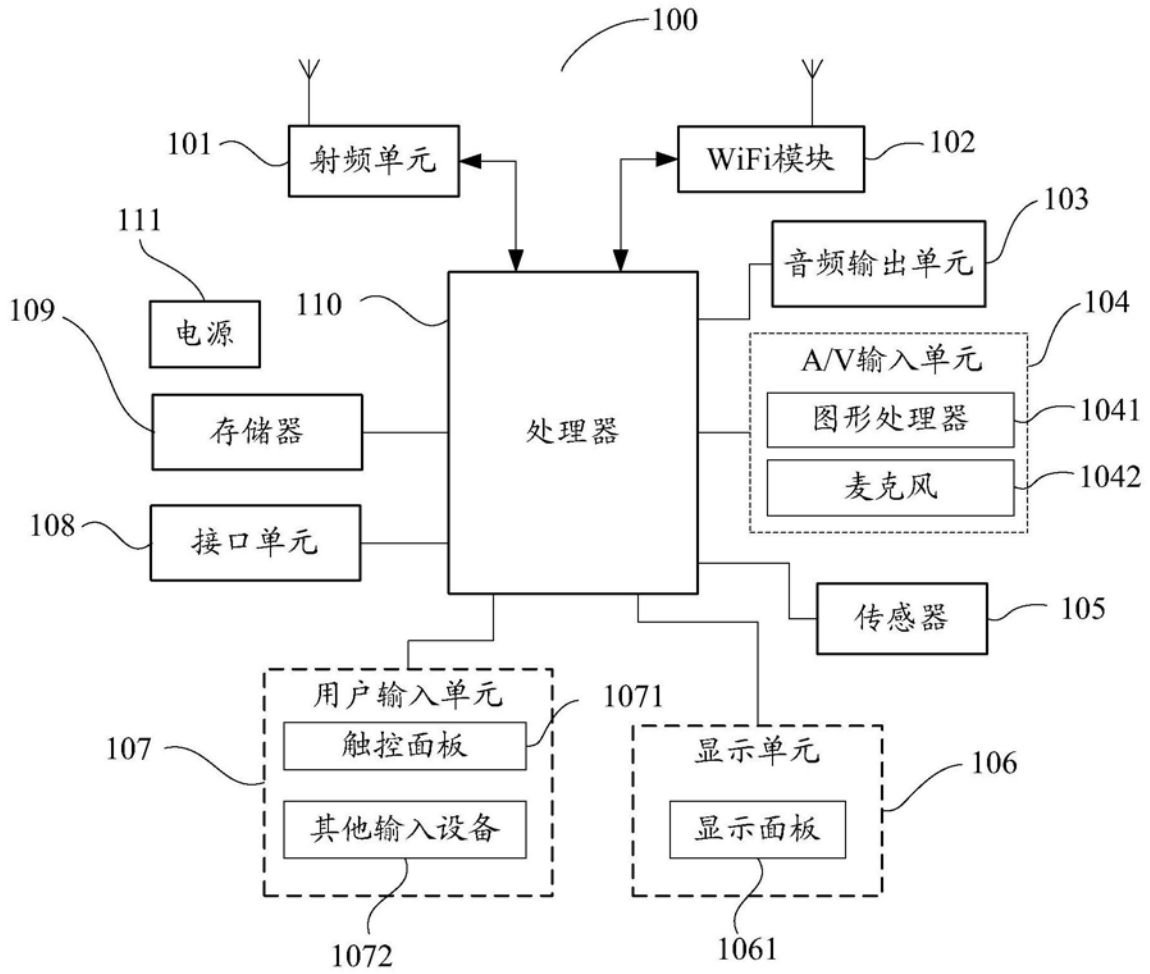 100
101
射频单元
WiFi模块
102
103
音频输出单元
111
电源
110
109
存储器
处理器
104
A/V输入单元
图形处理器
1041
麦克风
1042
108
接口单元
传感器
105
用户输入单元
1071
107
触控面板
其他输入设备
1072
显示单元
106
显示面板
1061